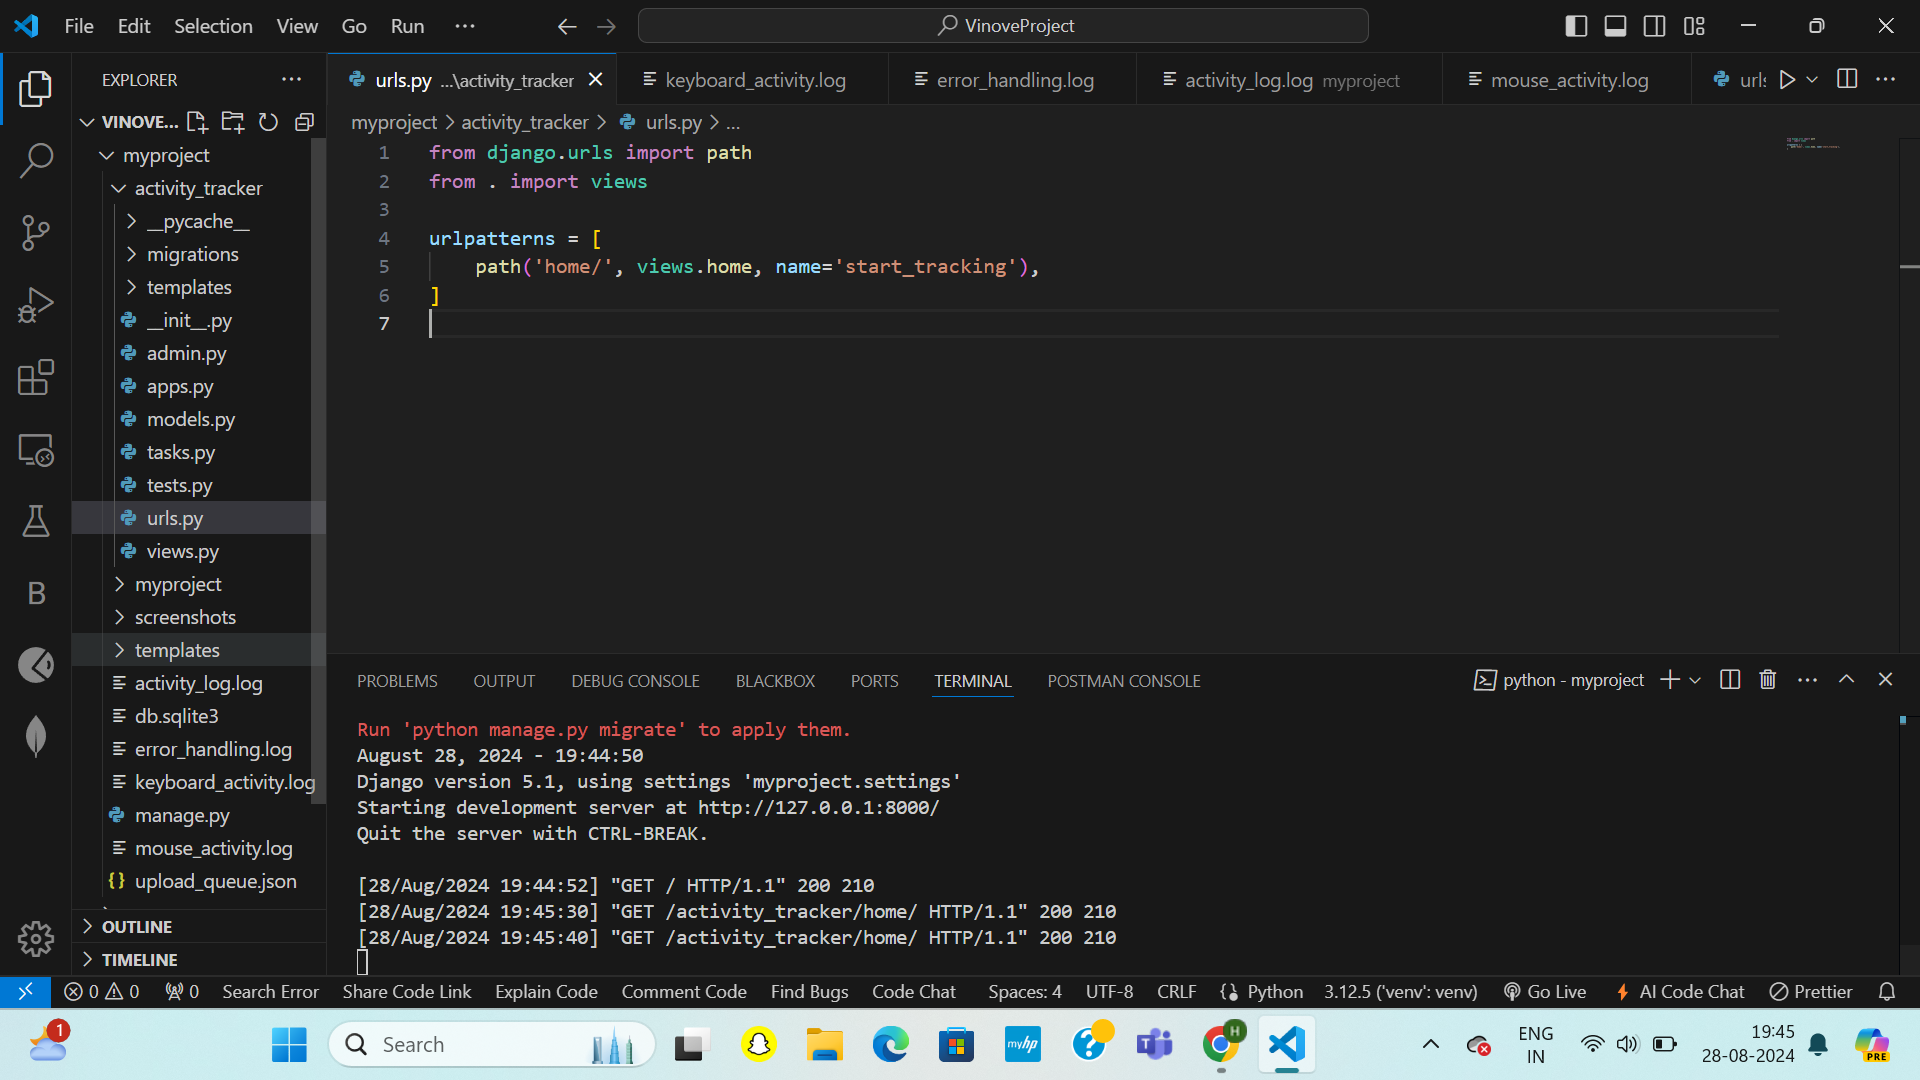 File Edit Selection View Go Run ... VinoveProject
EXPLORER
VINOVE...
myproject
activity_tracker
__pycache__
migrations
templates
__init__.py
admin.py
apps.py
models.py
tasks.py
tests.py
urls.py
views.py
myproject
screenshots
templates
activity_log.log
db.sqlite3
error_handling.log
keyboard_activity.log
manage.py
mouse_activity.log
upload_queue.json
OUTLINE
TIMELINE
B
urls.py ...\activity_tracker keyboard_activity.log error_handling.log activity_log.log myproject mouse_activity.log urls
myproject > activity_tracker > urls.py > ...
1 from django.urls import path
2 from . import views
3
4 urlpatterns = [
5 path('home/', views.home, name='start_tracking'),
6 ]
7
PROBLEMS OUTPUT DEBUG CONSOLE BLACKBOX PORTS TERMINAL POSTMAN CONSOLE python - myproject
Run 'python manage.py migrate' to apply them.
August 28, 2024 - 19:44:50
Django version 5.1, using settings 'myproject.settings'
Starting development server at http://127.0.0.1:8000/
Quit the server with CTRL-BREAK.
[28/Aug/2024 19:44:52] "GET / HTTP/1.1" 200 210
[28/Aug/2024 19:45:30] "GET /activity_tracker/home/ HTTP/1.1" 200 210
[28/Aug/2024 19:45:40] "GET /activity_tracker/home/ HTTP/1.1" 200 210
0 0 0 Search Error Share Code Link Explain Code Comment Code Find Bugs Code Chat Spaces: 4 UTF-8 CRLF Python 3.12.5 ('venv': venv) Go Live AI Code Chat Prettier
1 Search myhp H ENG IN 19:45 28-08-2024 PRE